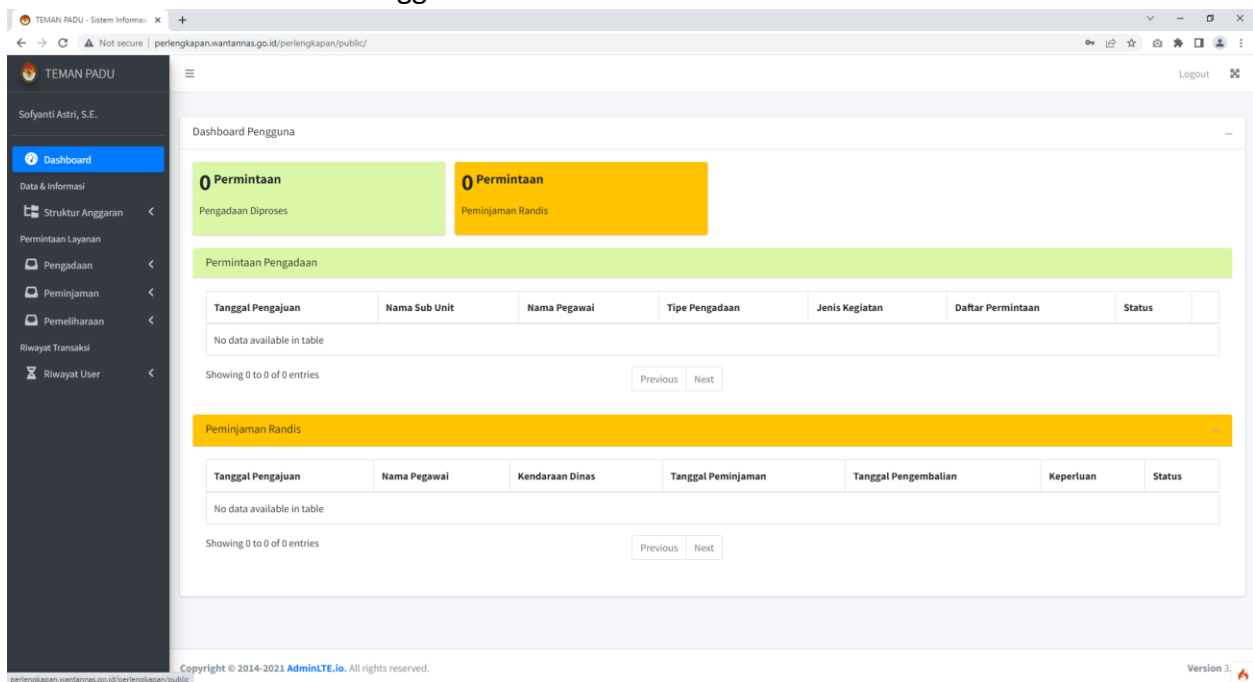 TEMAN PADU - Sistem Informasi
Not secure | perlengkapan.wantannas.go.id/perlengkapan/public/
TEMAN PADU
Logout
Sofyanti Astri, S.E.
Dashboard Pengguna
Dashboard
Data & Informasi
Struktur Anggaran
Permintaan Layanan
Pengadaan
Peminjaman
Pemeliharaan
Riwayat Transaksi
Riwayat User
0 Permintaan
Pengadaan Diproses
0 Permintaan
Peminjaman Randis
Permintaan Pengadaan
Tanggal Pengajuan Nama Sub Unit Nama Pegawai Tipe Pengadaan Jenis Kegiatan Daftar Permintaan Status
No data available in table
Showing 0 to 0 of 0 entries
Previous Next
Peminjaman Randis
Tanggal Pengajuan Nama Pegawai Kendaraan Dinas Tanggal Peminjaman Tanggal Pengembalian Keperluan Status
No data available in table
Showing 0 to 0 of 0 entries
Previous Next
Copyright © 2014-2021 AdminLTE.io. All rights reserved.
Version 3.
perlengkapan.wantannas.go.id/perlengkapan/public